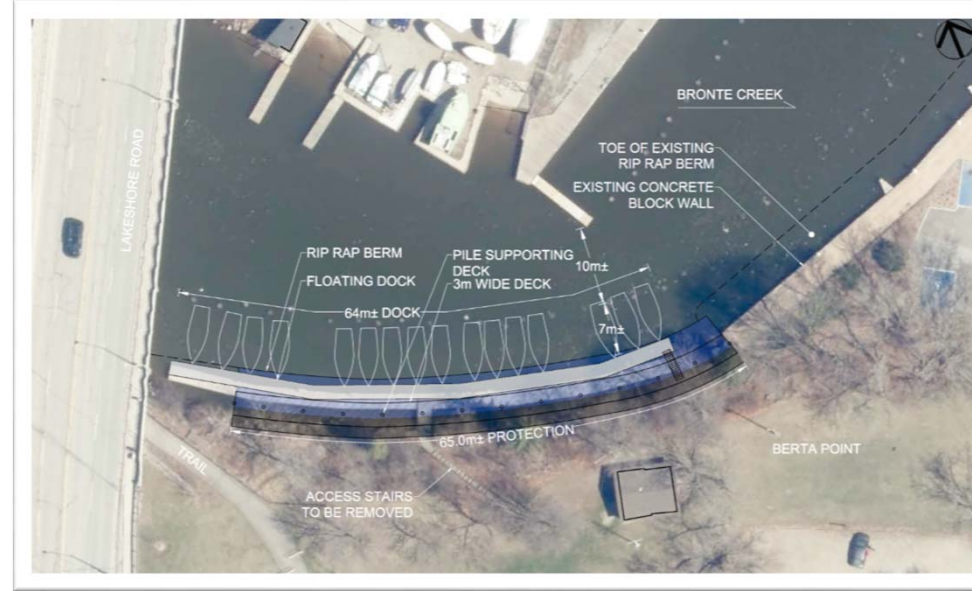 LAKESHORE ROAD
BRONTE CREEK
TOE OF EXISTING
RIP RAP BERM
EXISTING CONCRETE
BLOCK WALL
RIP RAP BERM
FLOATING DOCK
64m± DOCK
PILE SUPPORTING
DECK
3m WIDE DECK
10m±
7m±
65.0m± PROTECTION
TRAIL
ACCESS STAIRS
TO BE REMOVED
BERTA POINT